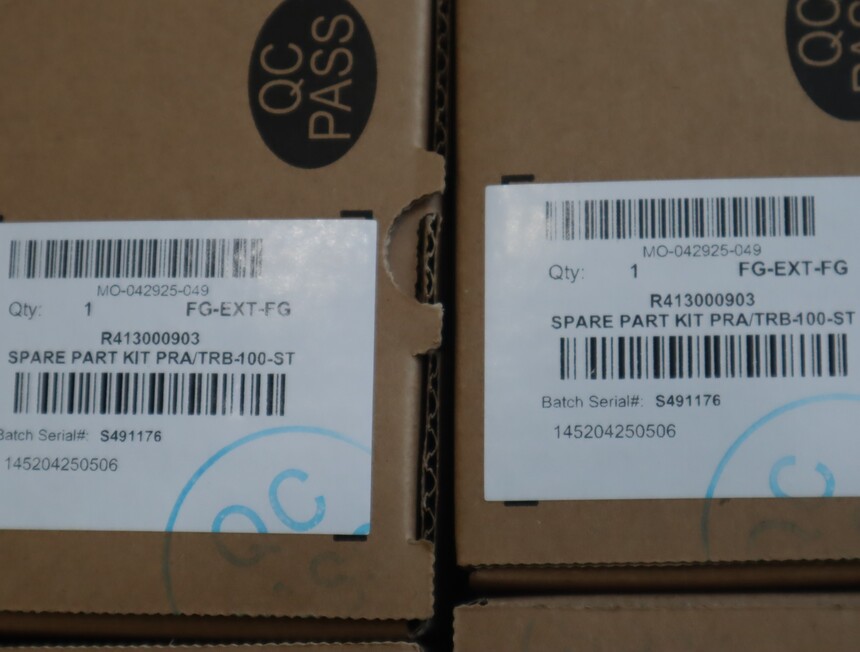 QC
PASS
MO-042925-049
Qty: 1 FG-EXT-FG
R413000903
SPARE PART KIT PRA/TRB-100-ST
Batch Serial#: S491176
145204250506
QC
QC
MO-042925-049
Qty: 1 FG-EXT-FG
R413000903
SPARE PART KIT PRA/TRB-100-ST
Batch Serial#: S491176
145204250506
QC